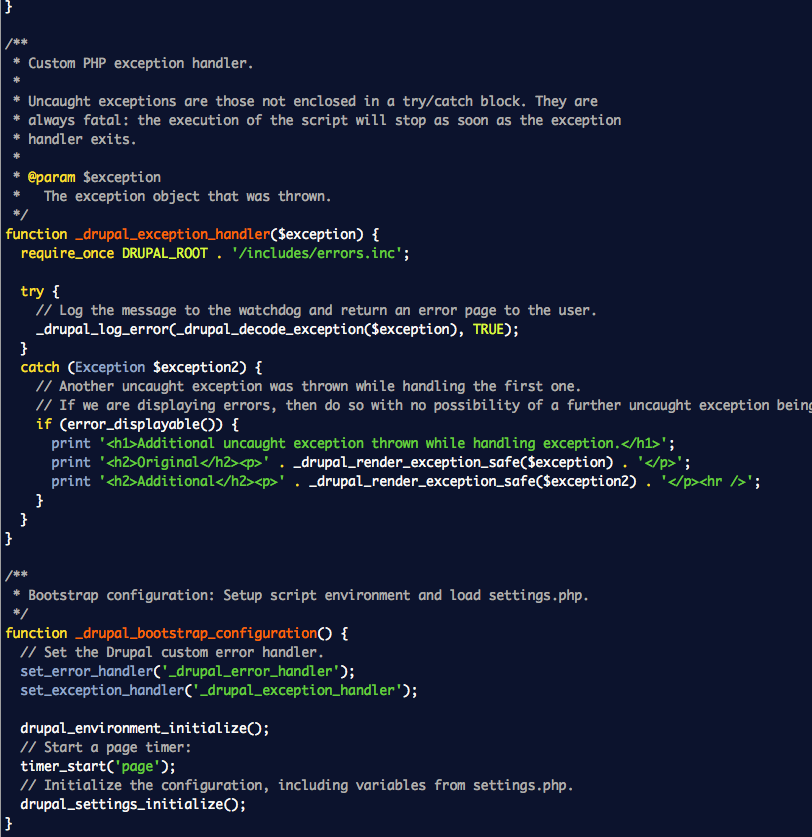 }

/**
 * Custom PHP exception handler.
 *
 * Uncaught exceptions are those not enclosed in a try/catch block. They are
 * always fatal: the execution of the script will stop as soon as the exception
 * handler exits.
 *
 * @param $exception
 *   The exception object that was thrown.
 */
function _drupal_exception_handler($exception) {
  require_once DRUPAL_ROOT . '/includes/errors.inc';

  try {
    // Log the message to the watchdog and return an error page to the user.
    _drupal_log_error(_drupal_decode_exception($exception), TRUE);
  }
  catch (Exception $exception2) {
    // Another uncaught exception was thrown while handling the first one.
    // If we are displaying errors, then do so with no possibility of a further uncaught exception being
    if (error_displayable()) {
      print '<h1>Additional uncaught exception thrown while handling exception.</h1>';
      print '<h2>Original</h2><p>' . _drupal_render_exception_safe($exception) . '</p>';
      print '<h2>Additional</h2><p>' . _drupal_render_exception_safe($exception2) . '</p><hr />';
    }
  }
}

/**
 * Bootstrap configuration: Setup script environment and load settings.php.
 */
function _drupal_bootstrap_configuration() {
  // Set the Drupal custom error handler.
  set_error_handler('_drupal_error_handler');
  set_exception_handler('_drupal_exception_handler');

  drupal_environment_initialize();
  // Start a page timer:
  timer_start('page');
  // Initialize the configuration, including variables from settings.php.
  drupal_settings_initialize();
}